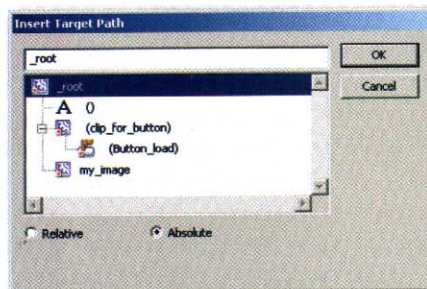 Insert Target Path
_root
OK
_root
Cancel
A ()
(clip_for_button)
(Button_load)
my_image
Relative
Absolute